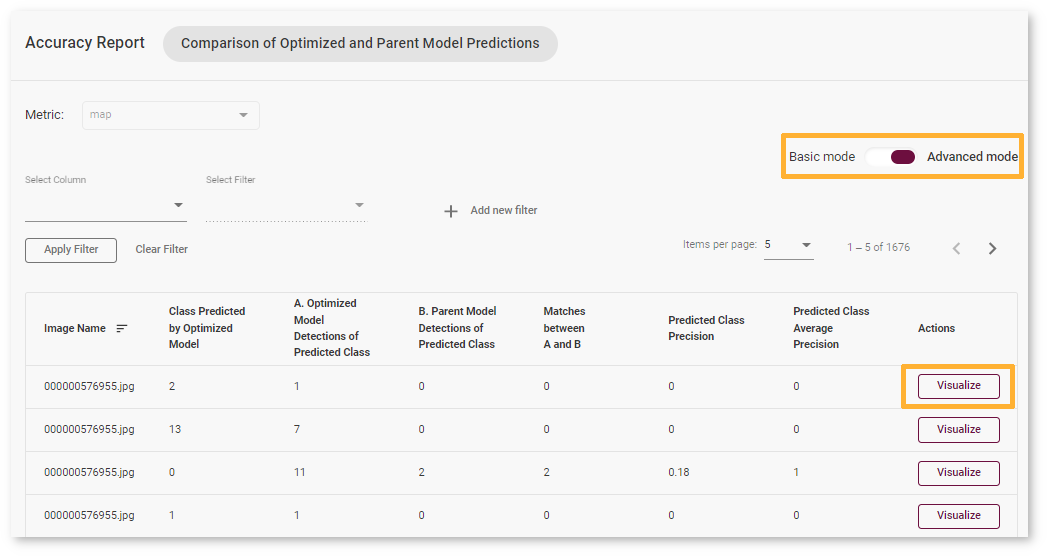 Accuracy Report Comparison of Optimized and Parent Model Predictions
Metric: map
Basic mode Advanced mode
Select Column Select Filter
Add new filter
Apply Filter Clear Filter Items per page: 5 1 – 5 of 1676
Image Name Class Predicted by Optimized Model A. Optimized Model Detections of Predicted Class B. Parent Model Detections of Predicted Class Matches between A and B Predicted Class Precision Predicted Class Average Precision Actions
000000576955.jpg 2 1 0 0 0 0 Visualize
000000576955.jpg 13 7 0 0 0 0 Visualize
000000576955.jpg 0 11 2 2 0.18 1 Visualize
000000576955.jpg 1 1 0 0 0 0 Visualize